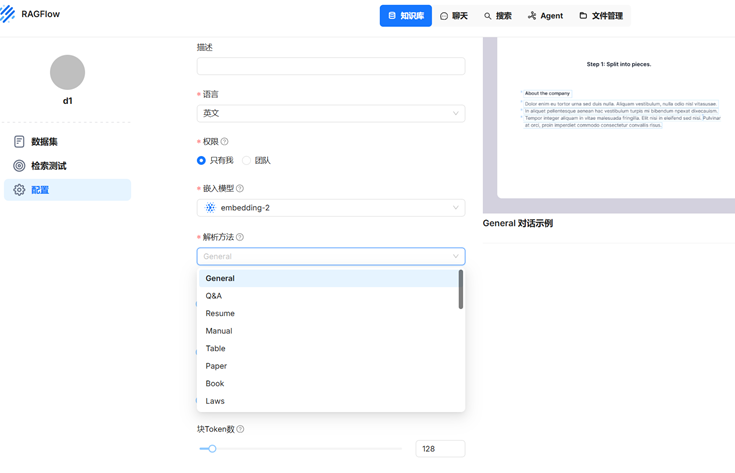 RAGFlow
知识库
聊天
搜索
Agent
文件管理
d1
数据集
检索测试
配置
描述
* 语言
英文
* 权限
只有我
团队
* 嵌入模型
embedding-2
* 解析方法
General
General
Q&A
Resume
Manual
Table
Paper
Book
Laws
块Token数
128
Step 1: Split into pieces.
About the company
Dolor enim eu tortor urna sed duis nulla. Aliquam vestibulum, nulla odio nisl vitasusae
in aliquet pellentesque aenean hac vestibulum turpis mi bibendum
Tempor integer aliquam in vitae malesuada fringilla. Elit nisi in eleifend sed nisi. Pulvinar
at orci, proin imperdiet commodo consectetur convallis risus.
General 对话示例